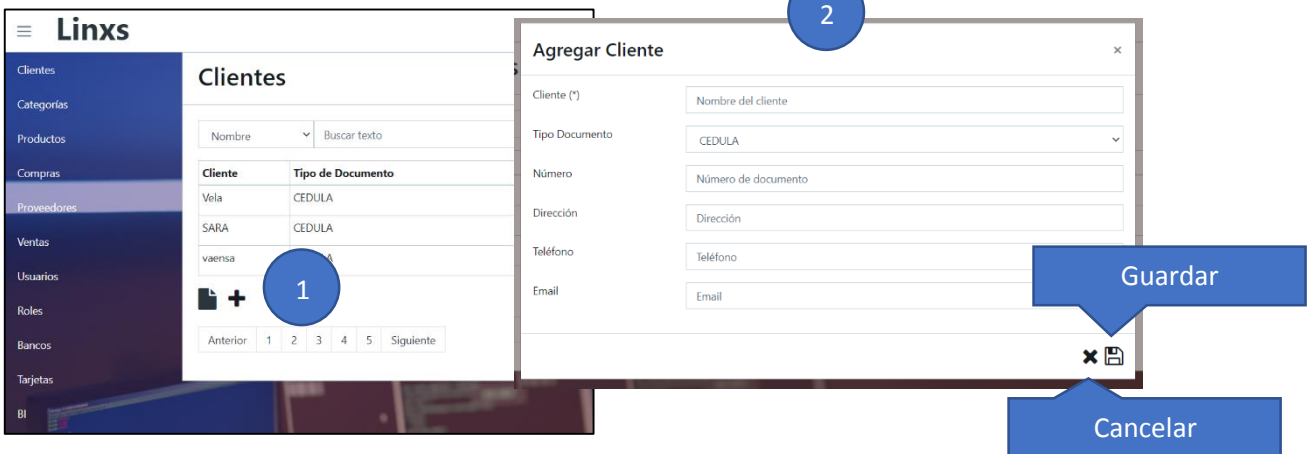 Linxs
Clientes
Categorías
Productos
Compras
Proveedores
Ventas
Usuarios
Roles
Bancos
Tarjetas
Clientes
Nombre Buscar texto
Cliente Tipo de Documento
Vela CEDULA
SARA CEDULA
vaensa
1
Anterior 1 2 3 4 5 Siguiente
2
Agregar Cliente ×
Cliente (*) Nombre del cliente
Tipo Documento CEDULA
Número Número de documento
Dirección Dirección
Teléfono Teléfono
Email Email
Guardar
Cancelar